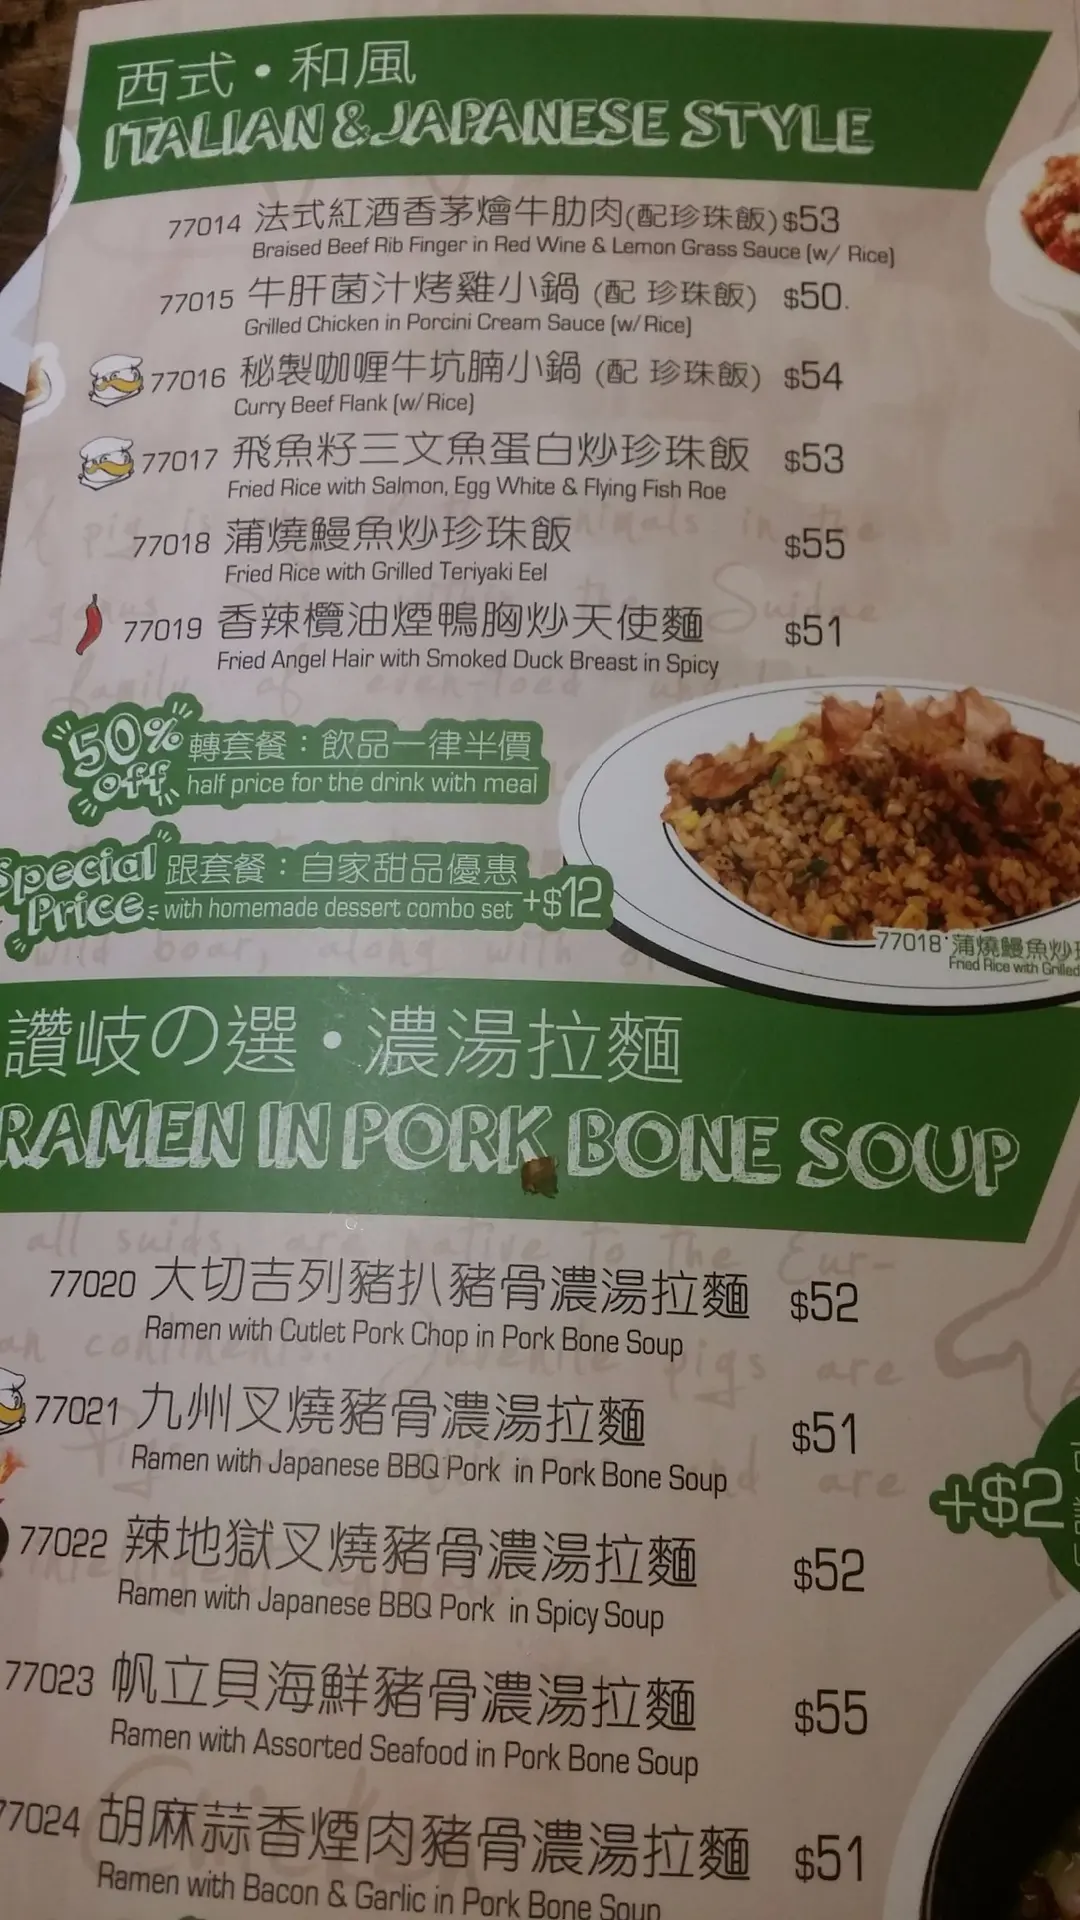 西式・和風
ITALIAN & JAPANESE STYLE
77014 法式紅酒香茅燴牛肋肉(配珍珠飯) $53
Braised Beef Rib Finger in Red Wine & Lemon Grass Sauce (w/ Rice)
77015 牛肝菌汁烤雞小鍋 (配 珍珠飯) $50.
Grilled Chicken in Porcini Cream Sauce (w/ Rice)
77016 秘製咖喱牛坑腩小鍋 (配 珍珠飯) $54
Curry Beef Flank (w/ Rice)
77017 飛魚籽三文魚蛋白炒珍珠飯 $53
Fried Rice with Salmon, Egg White & Flying Fish Roe
77018 蒲燒鰻魚炒珍珠飯 $55
Fried Rice with Grilled Teriyaki Eel
77019 香辣欖油煙鴨胸炒天使麵 $51
Fried Angel Hair with Smoked Duck Breast in Spicy
50% off 轉套餐：飲品一律半價
half price for the drink with meal
Special Price 跟套餐：自家甜品優惠
with homemade dessert combo set +$12
77018 蒲燒鰻魚炒
Fried Rice with Grilled
讚岐の選・濃湯拉麵
RAMEN IN PORK BONE SOUP
77020 大切吉列豬扒豬骨濃湯拉麵 $52
Ramen with Cutlet Pork Chop in Pork Bone Soup
77021 九州叉燒豬骨濃湯拉麵 $51
Ramen with Japanese BBQ Pork in Pork Bone Soup
+$2
77022 辣地獄叉燒豬骨濃湯拉麵 $52
Ramen with Japanese BBQ Pork in Spicy Soup
77023 帆立貝海鮮豬骨濃湯拉麵 $55
Ramen with Assorted Seafood in Pork Bone Soup
77024 胡麻蒜香煙肉豬骨濃湯拉麵 $51
Ramen with Bacon & Garlic in Pork Bone Soup